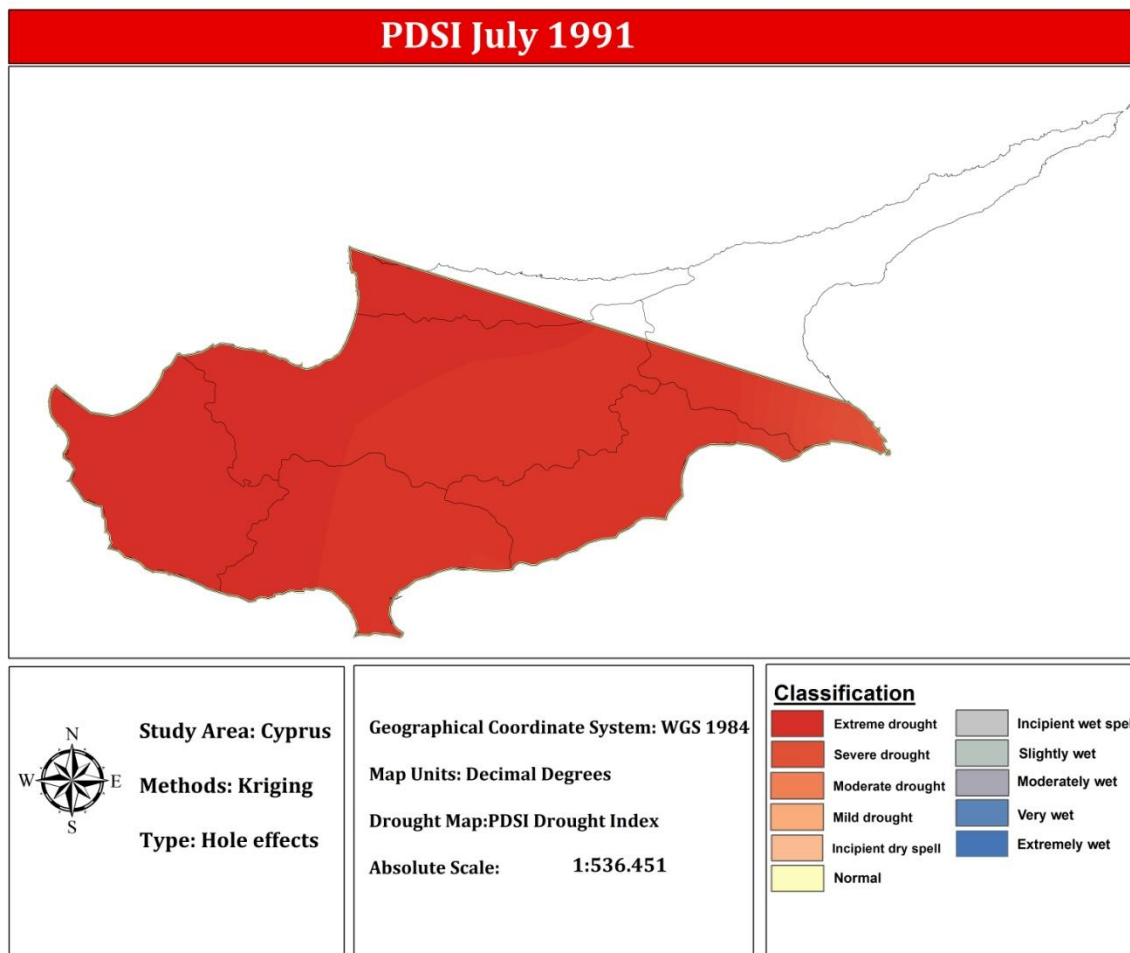 PDSI July 1991
N
W
E
S
Study Area: Cyprus
Methods: Kriging
Type: Hole effects
Geographical Coordinate System: WGS 1984
Map Units: Decimal Degrees
Drought Map:PDSI Drought Index
Absolute Scale: 1:536.451
Classification
Extreme drought
Severe drought
Moderate drought
Mild drought
Incipient dry spell
Normal
Incipient wet spel
Slightly wet
Moderately wet
Very wet
Extremely wet